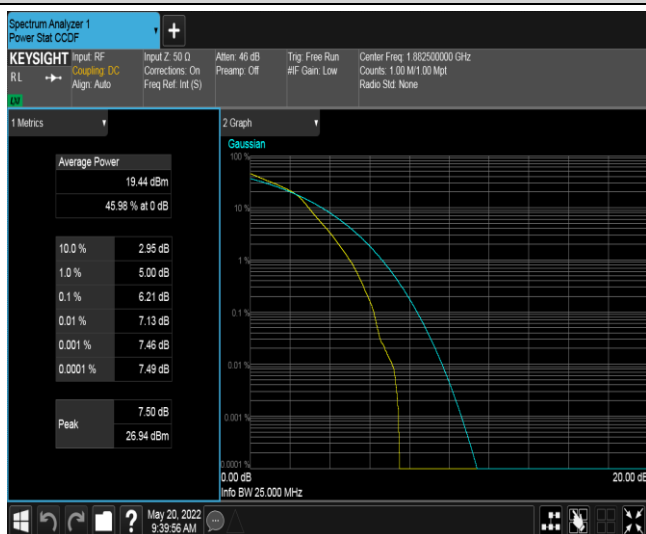 Spectrum Analyzer 1
Power Stat CCDF
+
KEYSIGHT
RL
Input: RF
Coupling: DC
Align: Auto
Input Z: 50 Ω
Corrections: On
Freq Ref: Int (S)
Atten: 46 dB
Preamp: Off
Trig: Free Run
#IF Gain: Low
Center Freq: 1.882500000 GHz
Counts: 1.00 M/1.00 Mpt
Radio Std: None
1 Metrics
Average Power
19.44 dBm
45.98 % at 0 dB
10.0 % 2.95 dB
1.0 % 5.00 dB
0.1 % 6.21 dB
0.01 % 7.13 dB
0.001 % 7.46 dB
0.0001 % 7.49 dB
Peak
7.50 dB
26.94 dBm
2 Graph
Gaussian
100 %
10 %
1 %
0.1 %
0.01 %
0.001 %
0.0001 %
0.00 dB 20.00 dB
Info BW 25.000 MHz
?
May 20, 2022
9:39:56 AM